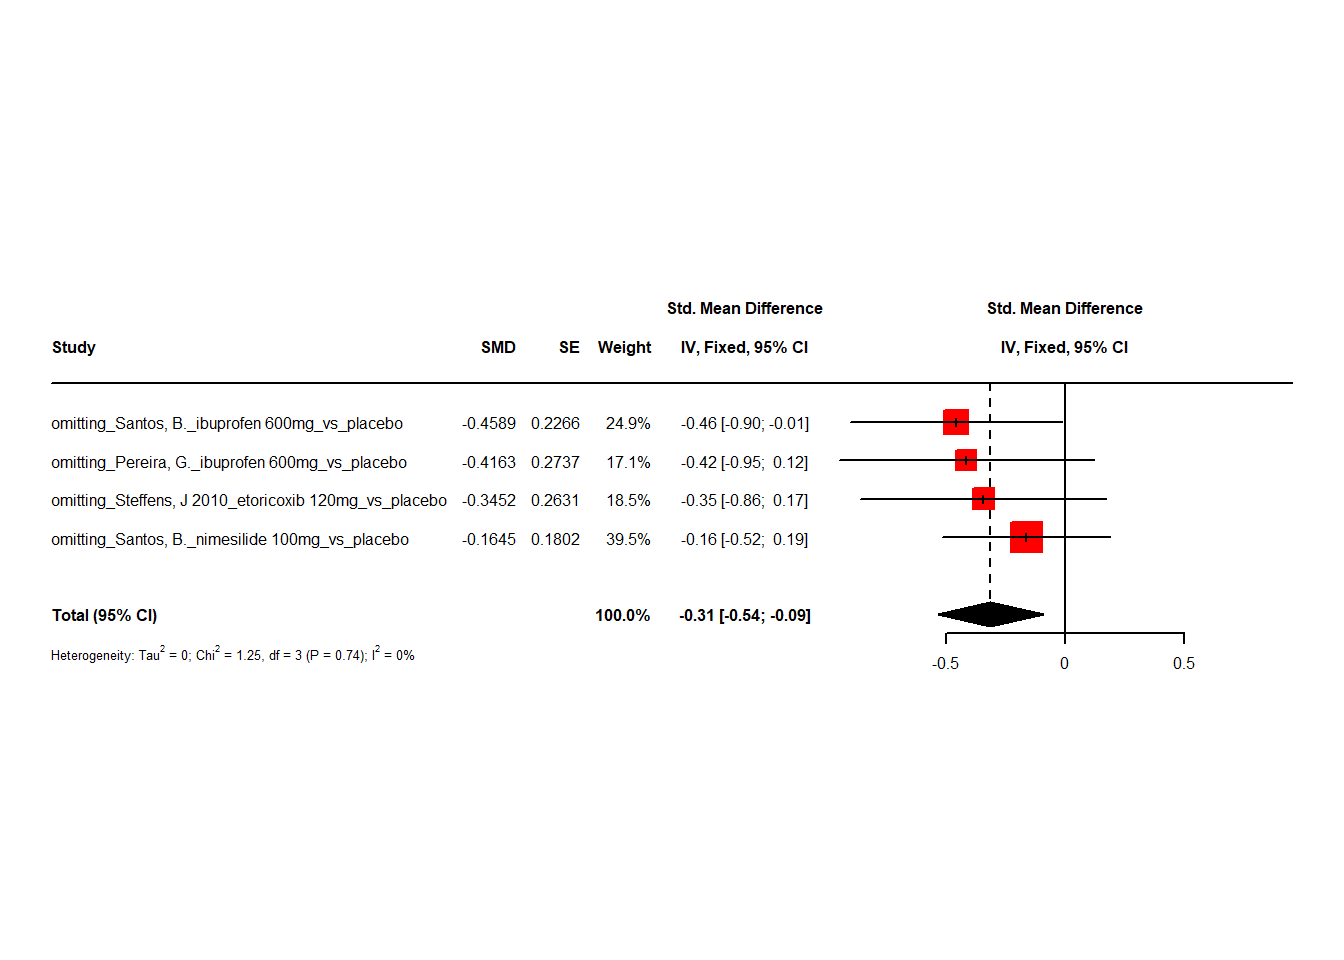 Std. Mean Difference Std. Mean Difference
Study SMD SE Weight IV, Fixed, 95% CI IV, Fixed, 95% CI
omitting_Santos, B._ibuprofen 600mg_vs_placebo -0.4589 0.2266 24.9% -0.46 [-0.90; -0.01]
omitting_Pereira, G._ibuprofen 600mg_vs_placebo -0.4163 0.2737 17.1% -0.42 [-0.95; 0.12]
omitting_Steffens, J 2010_etoricoxib 120mg_vs_placebo -0.3452 0.2631 18.5% -0.35 [-0.86; 0.17]
omitting_Santos, B._nimesilide 100mg_vs_placebo -0.1645 0.1802 39.5% -0.16 [-0.52; 0.19]
Total (95% CI) 100.0% -0.31 [-0.54; -0.09]
Heterogeneity: Tau² = 0; Chi² = 1.25, df = 3 (P = 0.74); I² = 0%
-0.5 0 0.5